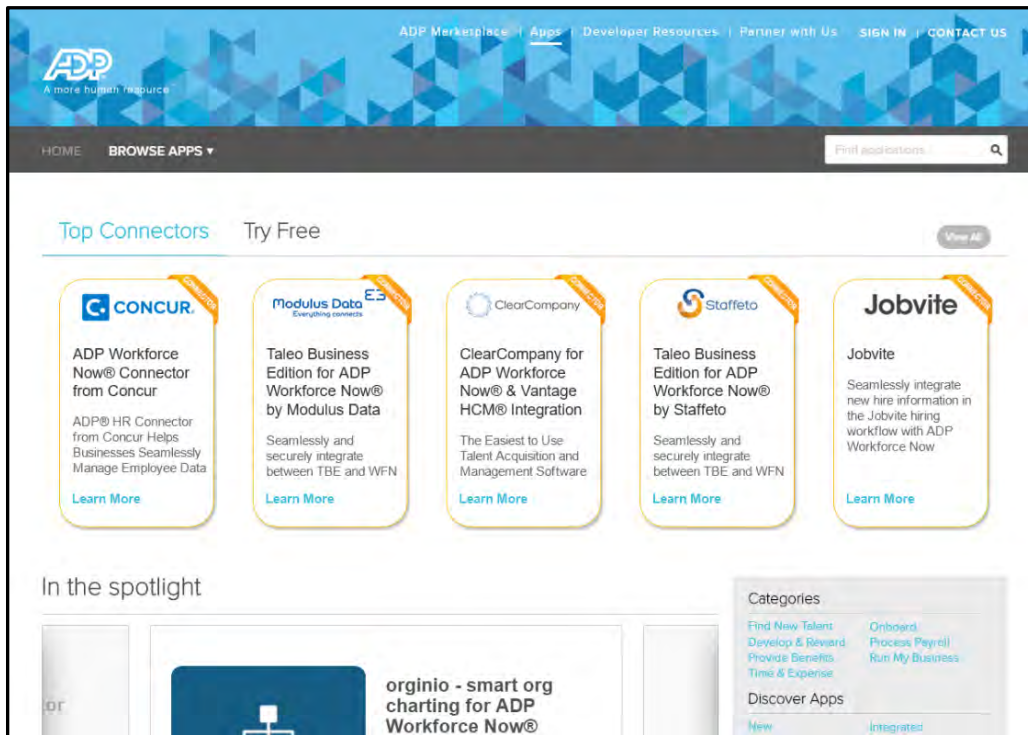 ADP Marketplace | Apps | Developer Resources | Partner with Us SIGN IN | CONTACT US
ADP
A more human resource
HOME BROWSE APPS ▾
Find applications...
Top Connectors Try Free
View All
CONNECTOR
C. CONCUR.
ADP Workforce
Now® Connector
from Concur
ADP® HR Connector
from Concur Helps
Businesses Seamlessly
Manage Employee Data
Learn More
CONNECTOR
Modulus Data E3
Everything connects
Taleo Business
Edition for ADP
Workforce Now®
by Modulus Data
Seamlessly and
securely integrate
between TBE and WFN
Learn More
CONNECTOR
ClearCompany
ClearCompany for
ADP Workforce
Now® & Vantage
HCM® Integration
The Easiest to Use
Talent Acquisition and
Management Software
Learn More
CONNECTOR
Staffeto
Taleo Business
Edition for ADP
Workforce Now®
by Staffeto
Seamlessly and
securely integrate
between TBE and WFN
Learn More
CONNECTOR
Jobvite
Jobvite
Seamlessly integrate
new hire information in
the Jobvite hiring
workflow with ADP
Workforce Now
Learn More
In the spotlight
or
orginio - smart org
charting for ADP
Workforce Now®
Categories
Find New Talent Onboard
Develop & Reward Process Payroll
Provide Benefits Run My Business
Time & Expense
Discover Apps
New Integrated